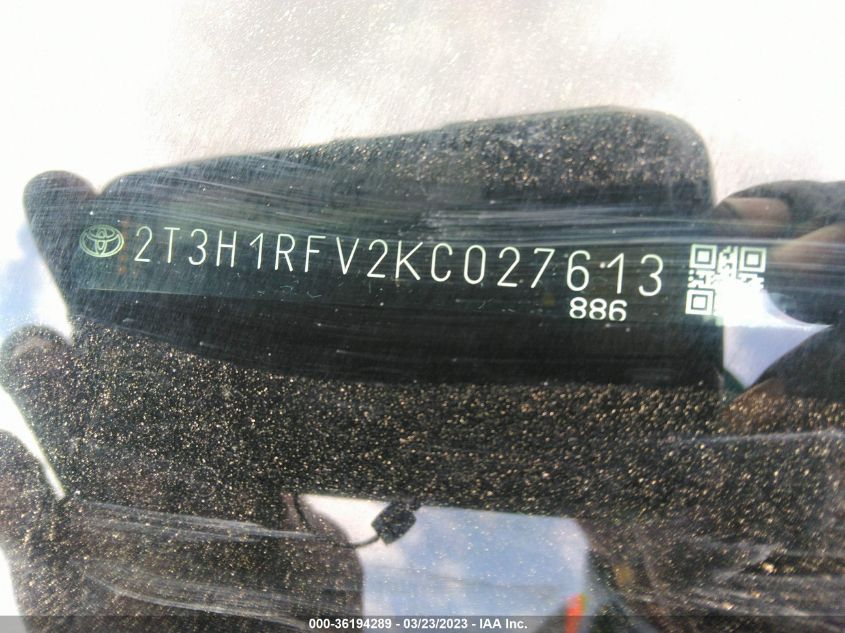 2T3H1RFV2KC027613
886
000-36194289 - 03/23/2023 - IAA Inc.